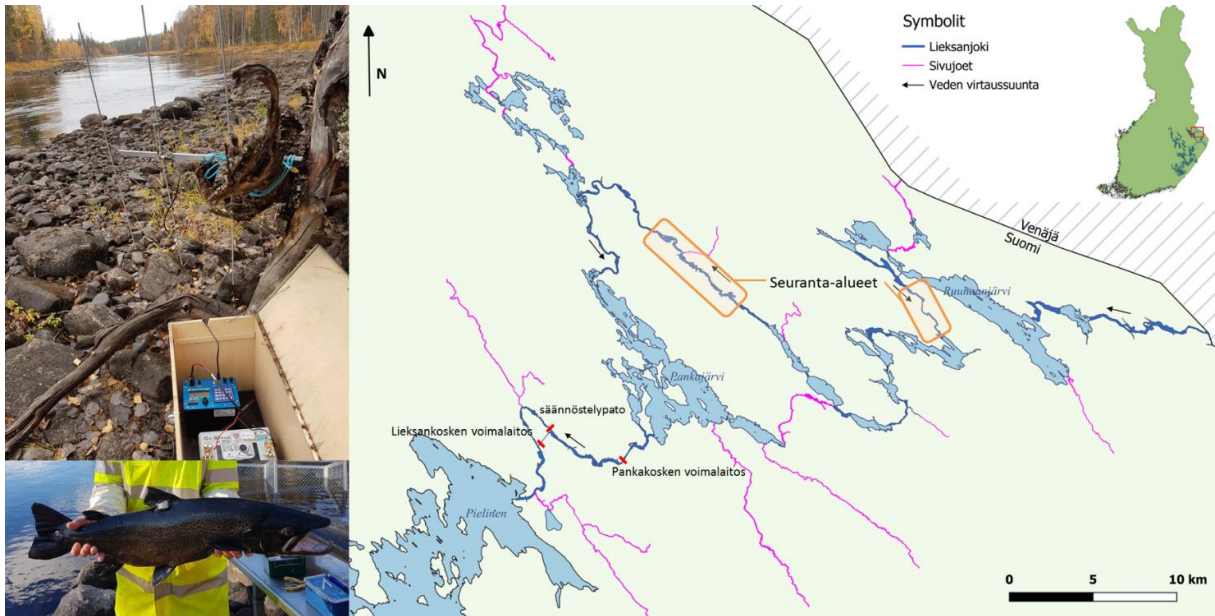 Symbolit
Lieksanjoki
Sivujoet
Veden virtaussuunta
N
Venäjä
Suomi
Seuranta-alueet
Ruunaanjärvi
Pankajärvi
säännöstelypato
Lieksankosken voimalaitos
Pankakosken voimalaitos
Pielinen
0 5 10 km